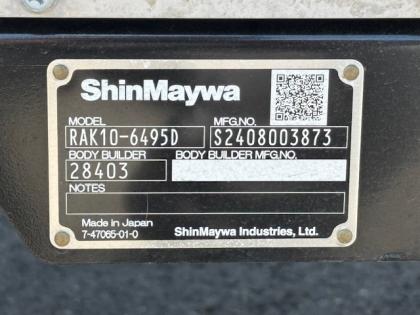 ShinMaywa
MODEL MFG.NO.
RAK10-6495D S2408003873
BODY BUILDER BODY BUILDER MFG.NO.
28403
NOTES
Made in Japan
7-47065-01-0 ShinMaywa Industries, Ltd.